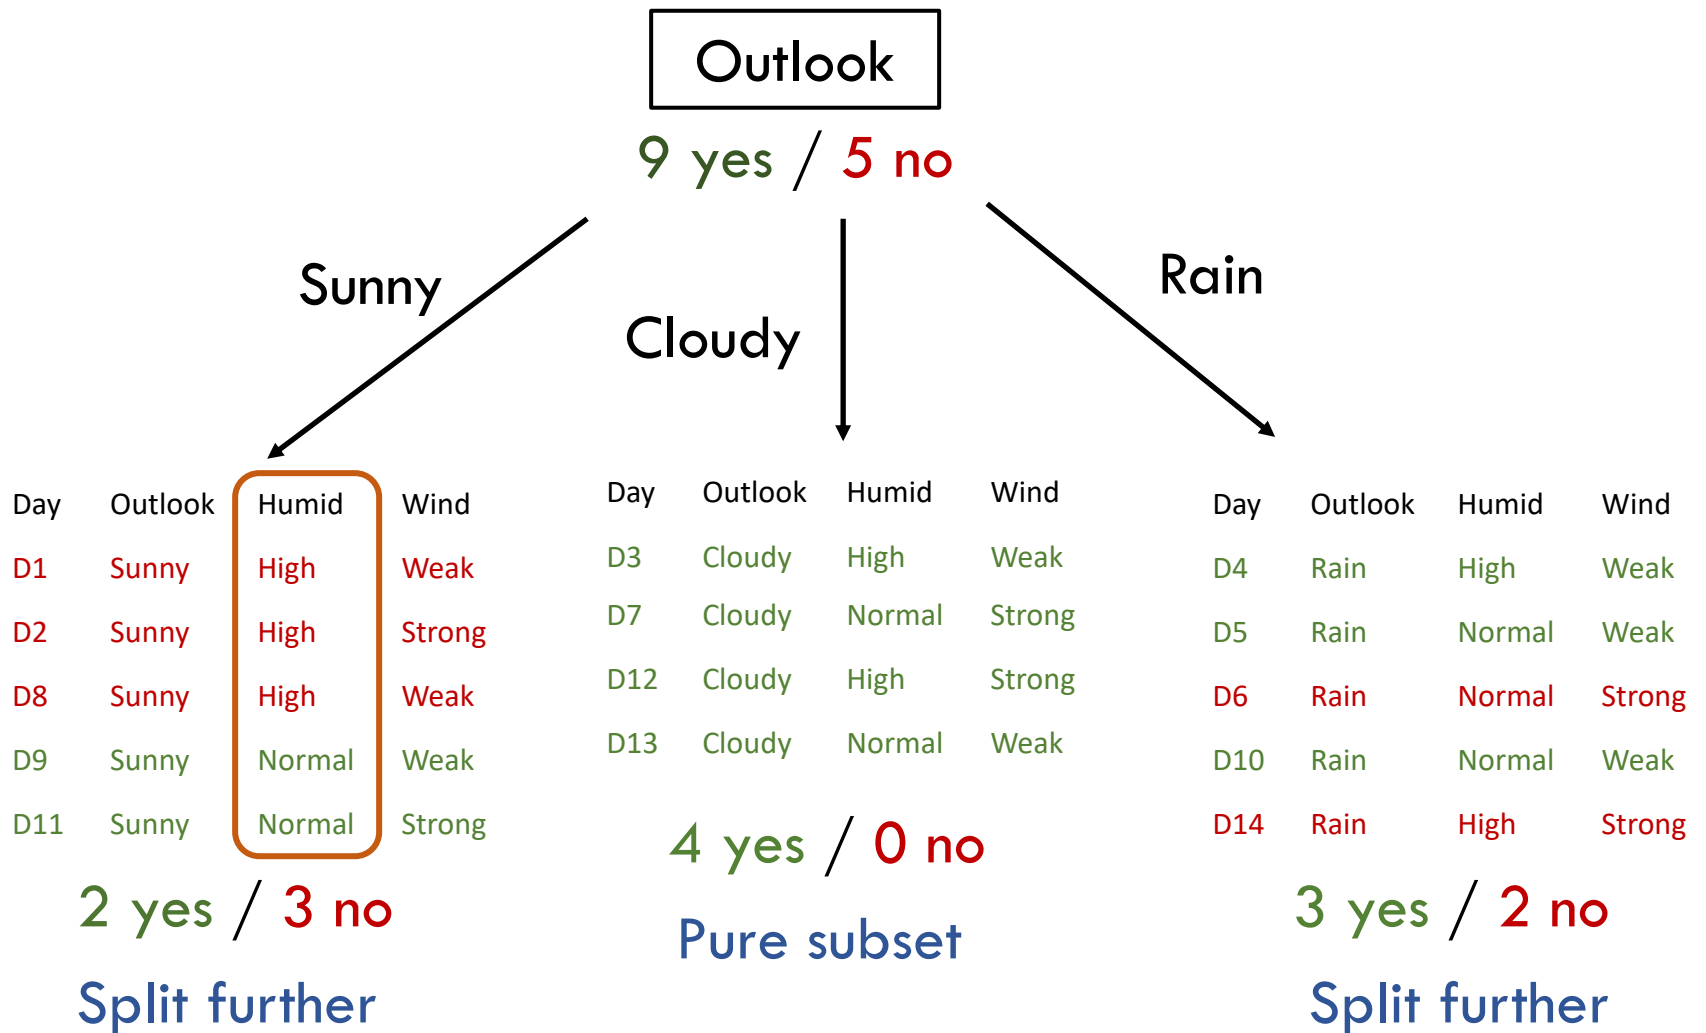 Outlook
9 yes / 5 no
Sunny
Cloudy
Rain
Day Outlook Humid Wind
D1 Sunny High Weak
D2 Sunny High Strong
D8 Sunny High Weak
D9 Sunny Normal Weak
D11 Sunny Normal Strong
2 yes / 3 no
Split further
Day Outlook Humid Wind
D3 Cloudy High Weak
D7 Cloudy Normal Strong
D12 Cloudy High Strong
D13 Cloudy Normal Weak
4 yes / 0 no
Pure subset
Day Outlook Humid Wind
D4 Rain High Weak
D5 Rain Normal Weak
D6 Rain Normal Strong
D10 Rain Normal Weak
D14 Rain High Strong
3 yes / 2 no
Split further